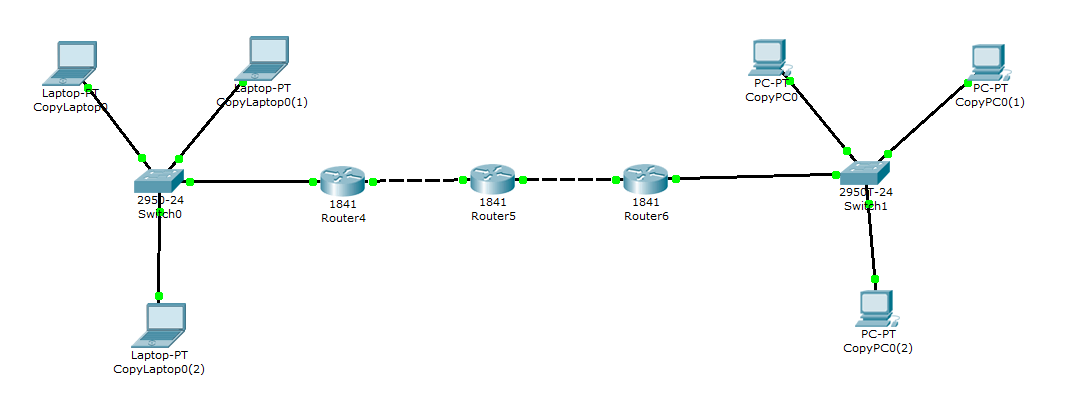 Laptop-PT
CopyLaptop0
Laptop-PT
CopyLaptop0(1)
PC-PT
CopyPC0
PC-PT
CopyPC0(1)
2950-24
Switch0
1841
Router4
1841
Router5
1841
Router6
2950T-24
Switch1
Laptop-PT
CopyLaptop0(2)
PC-PT
CopyPC0(2)